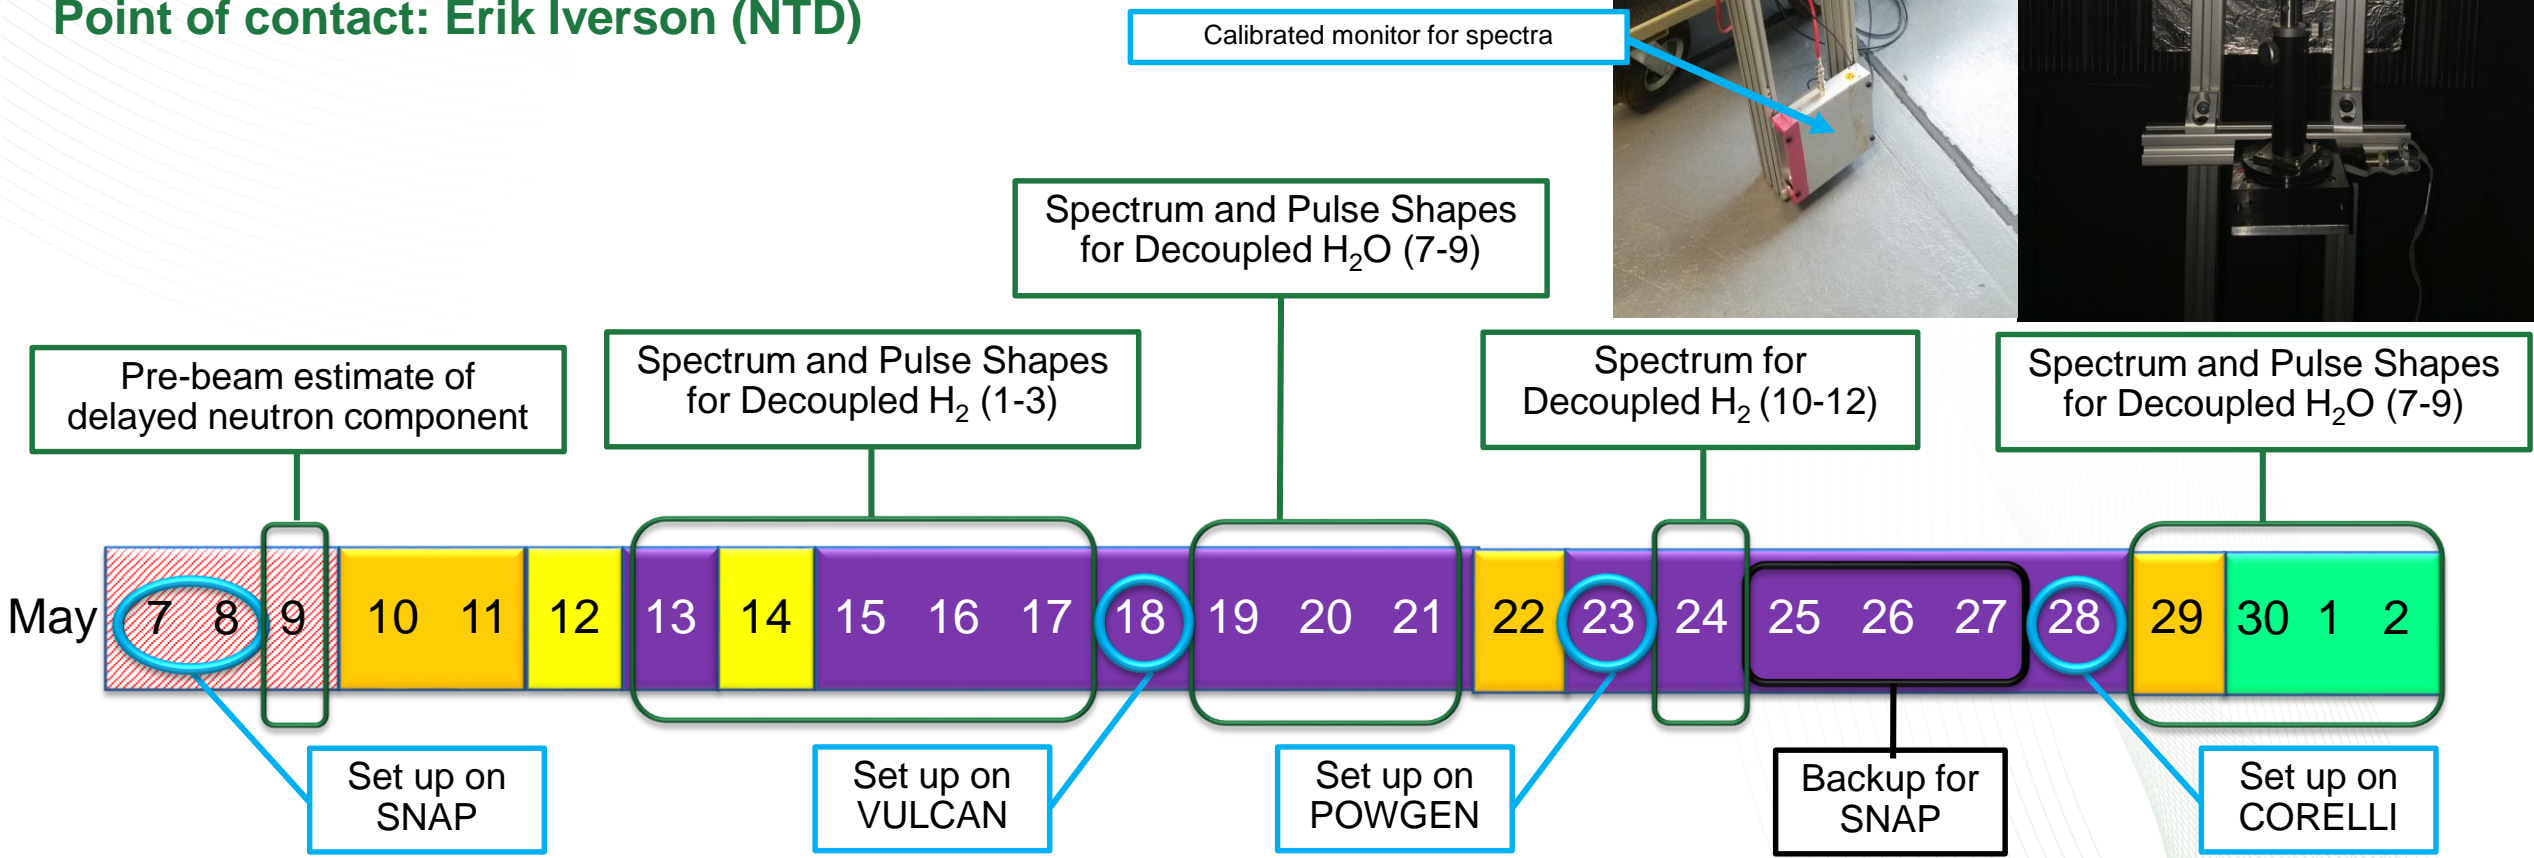 Point of contact: Erik Iverson (NTD)
Calibrated monitor for spectra
Spectrum and Pulse Shapes
for Decoupled H₂O (7-9)
Pre-beam estimate of
delayed neutron component
Spectrum and Pulse Shapes
for Decoupled H₂ (1-3)
Spectrum for
Decoupled H₂ (10-12)
Spectrum and Pulse Shapes
for Decoupled H₂O (7-9)
May 7 8 9 10 11 12 13 14 15 16 17 18 19 20 21 22 23 24 25 26 27 28 29 30 1 2
Set up on
SNAP
Set up on
VULCAN
Set up on
POWGEN
Backup for
SNAP
Set up on
CORELLI